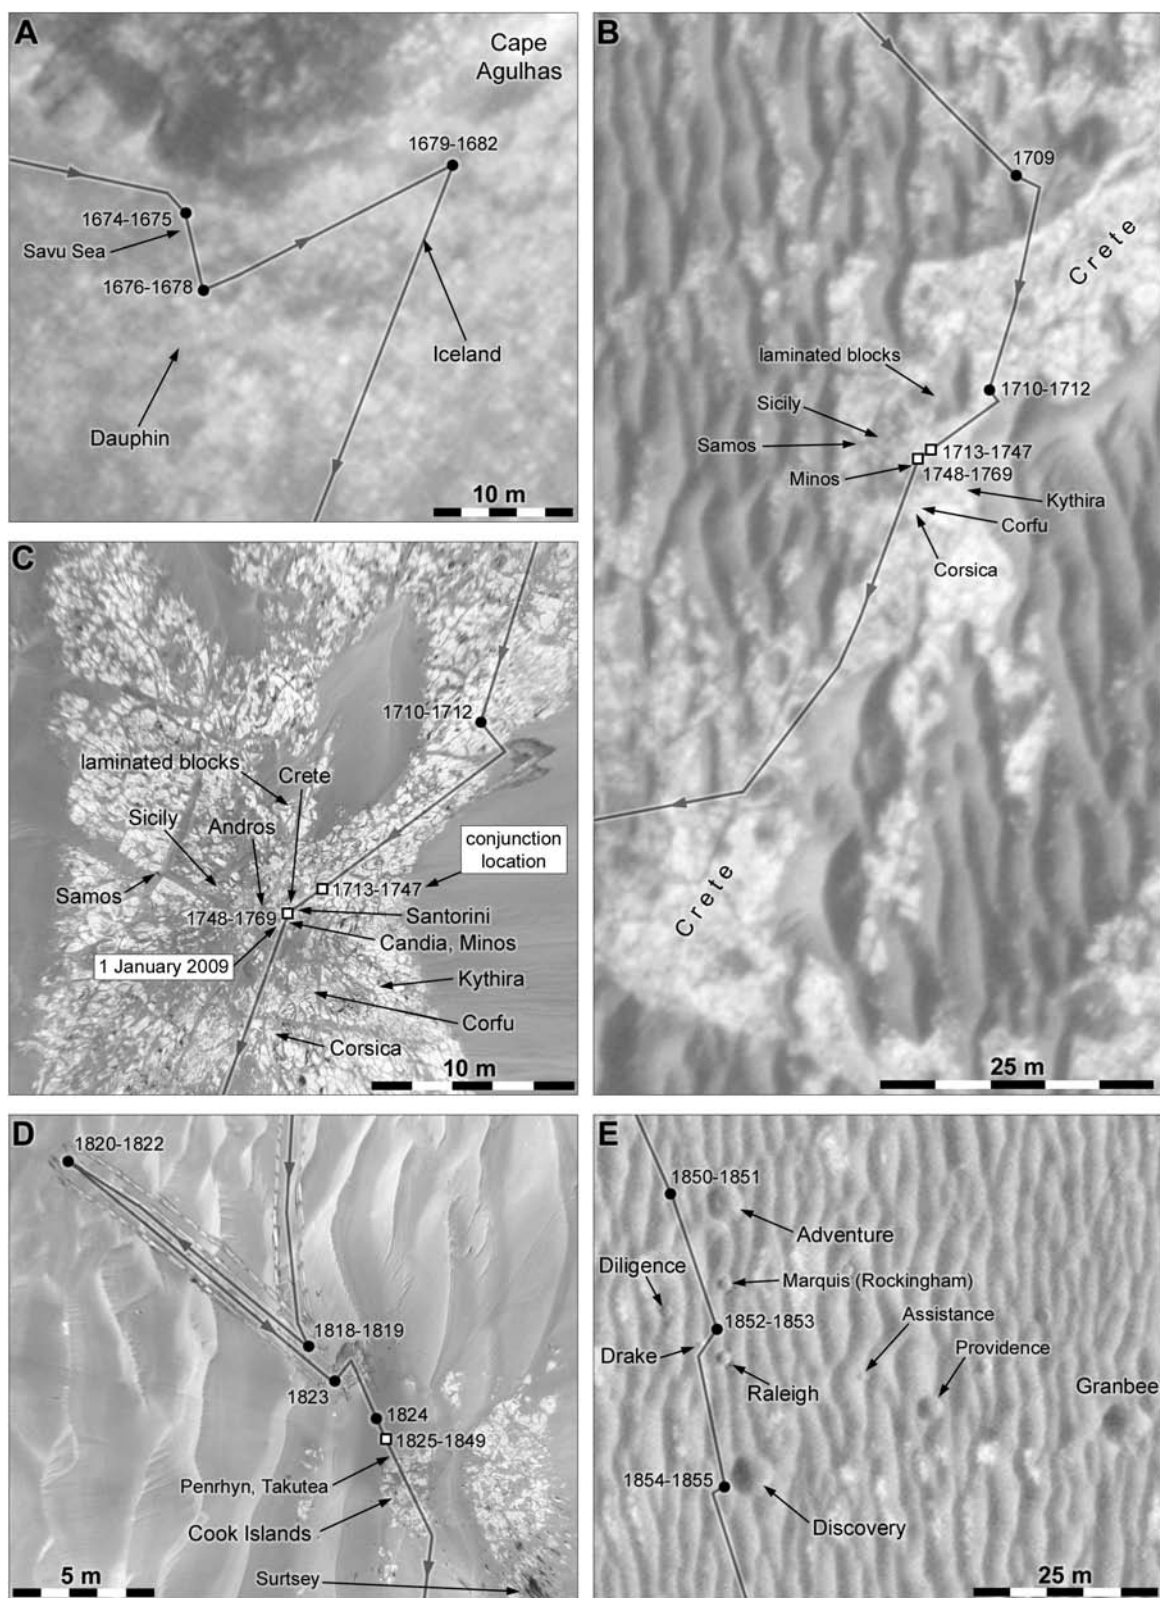 A
Cape
Agulhas
1679-1682
1674-1675
Savu Sea
1676-1678
Iceland
Dauphin
10 m
B
1709
Crete
laminated blocks
1710-1712
Sicily
Samos
1713-1747
Minos
1748-1769
Kythira
Corfu
Corsica
Crete
25 m
C
1710-1712
laminated blocks
Crete
Sicily
Andros
conjunction
location
Samos
1713-1747
1748-1769
Santorini
Candia, Minos
1 January 2009
Kythira
Corfu
Corsica
10 m
D
1820-1822
1818-1819
1823
1824
1825-1849
Penrhyn, Takutea
Cook Islands
Surtsey
5 m
E
1850-1851
Adventure
Diligence
Marquis (Rockingham)
1852-1853
Assistance
Drake
Providence
Raleigh
Granbee
1854-1855
Discovery
25 m